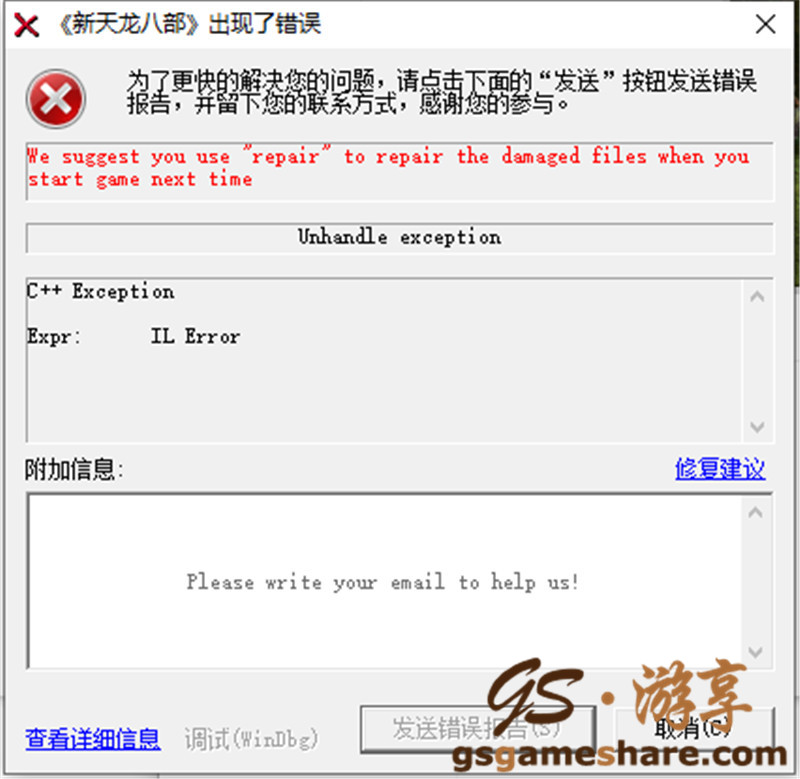 《新天龙八部》出现了错误
为了更快的解决您的问题，请点击下面的“发送”按钮发送错误
报告，并留下您的联系方式，感谢您的参与。
We suggest you use "repair" to repair the damaged files when you
start game next time
Unhandle exception
C++ Exception
Expr: IL Error
附加信息:
修复建议
Please write your email to help us!
查看详细信息
调试(WinDbg)
发送错误报告(S)
取消(C)
GS·游享
gsgameshare.com